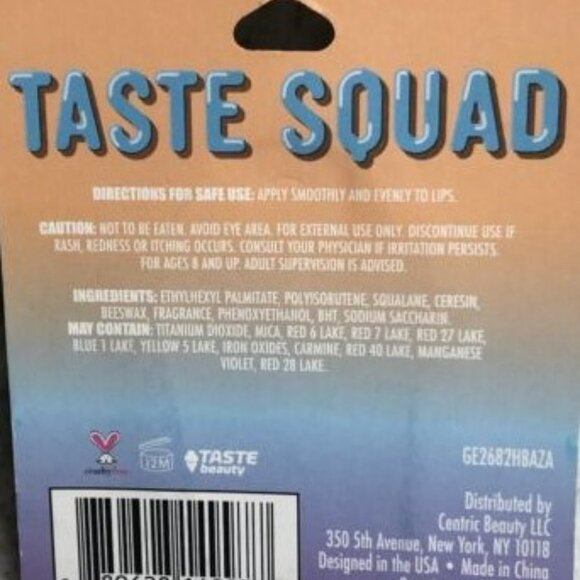 TASTE SQUAD
DIRECTIONS FOR SAFE USE: APPLY SMOOTHLY AND EVENLY TO LIPS.
CAUTION: NOT TO BE EATEN. AVOID EYE AREA. FOR EXTERNAL USE ONLY. DISCONTINUE USE IF
RASH, REDNESS OR ITCHING OCCURS. CONSULT YOUR PHYSICIAN IF IRRITATION PERSISTS.
FOR AGES 8 AND UP. ADULT SUPERVISION IS ADVISED.
INGREDIENTS: ETHYLHEXYL PALMITATE, POLYISOBUTENE, SQUALANE, CERESIN,
BEESWAX, FRAGRANCE, PHENOXYETHANOL, BHT, SODIUM SACCHARIN.
MAY CONTAIN: TITANIUM DIOXIDE, MICA, RED 6 LAKE, RED 7 LAKE, RED 27 LAKE,
BLUE 1 LAKE, YELLOW 5 LAKE, IRON OXIDES, CARMINE, RED 40 LAKE, MANGANESE
VIOLET, RED 28 LAKE.
crueltyfree
12M
TASTE
beauty
GE2682HBAZA
Distributed by
Centric Beauty LLC
350 5th Avenue, New York, NY 10118
Designed in the USA • Made in China